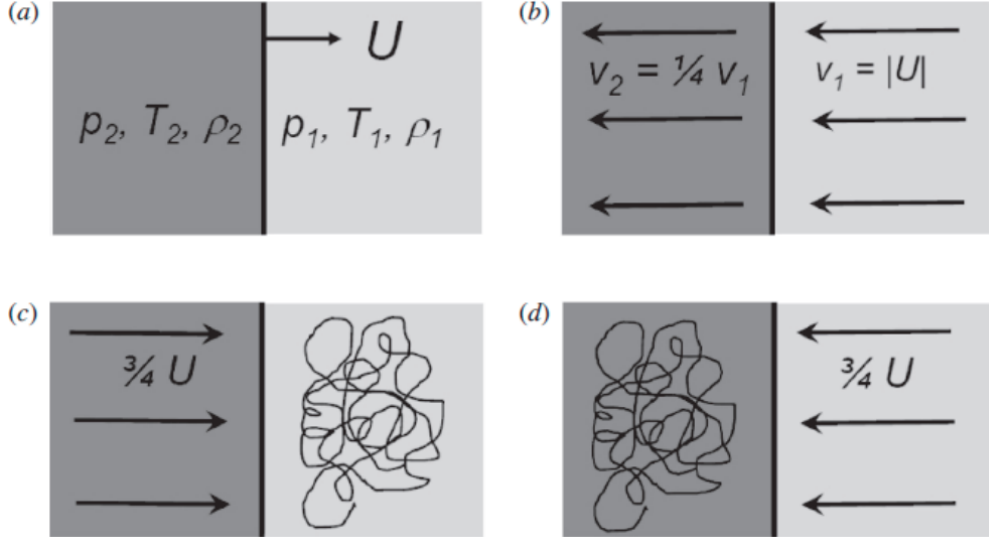 (a)
U
p₂, T₂, ρ₂ p₁, T₁, ρ₁
(b)
v₂ = ¼ v₁ v₁ = |U|
(c)
¾ U
(d)
¾ U